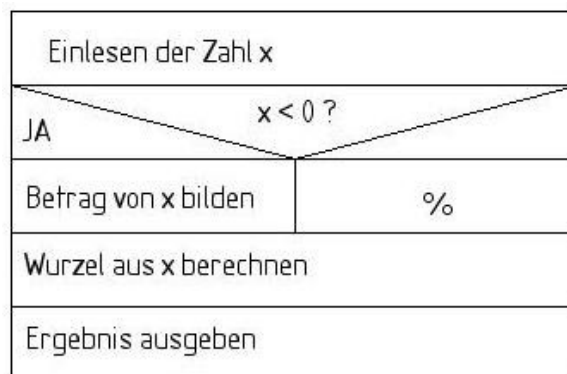 Einlesen der Zahl x
x < 0 ?
JA
Betrag von x bilden
%
Wurzel aus x berechnen
Ergebnis ausgeben